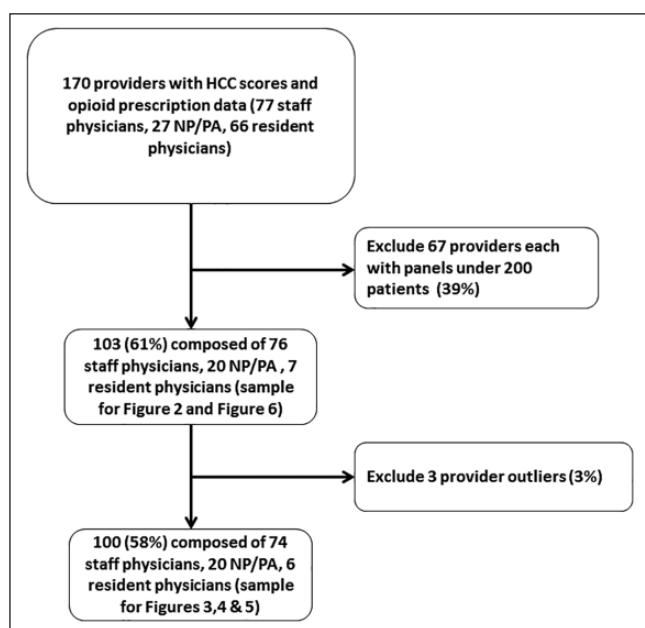 170 providers with HCC scores and
opioid prescription data (77 staff
physicians, 27 NP/PA, 66 resident
physicians)
Exclude 67 providers each
with panels under 200
patients (39%)
103 (61%) composed of 76
staff physicians, 20 NP/PA , 7
resident physicians (sample
for Figure 2 and Figure 6)
Exclude 3 provider outliers (3%)
100 (58%) composed of 74
staff physicians, 20 NP/PA, 6
resident physicians (sample
for Figures 3,4 & 5)